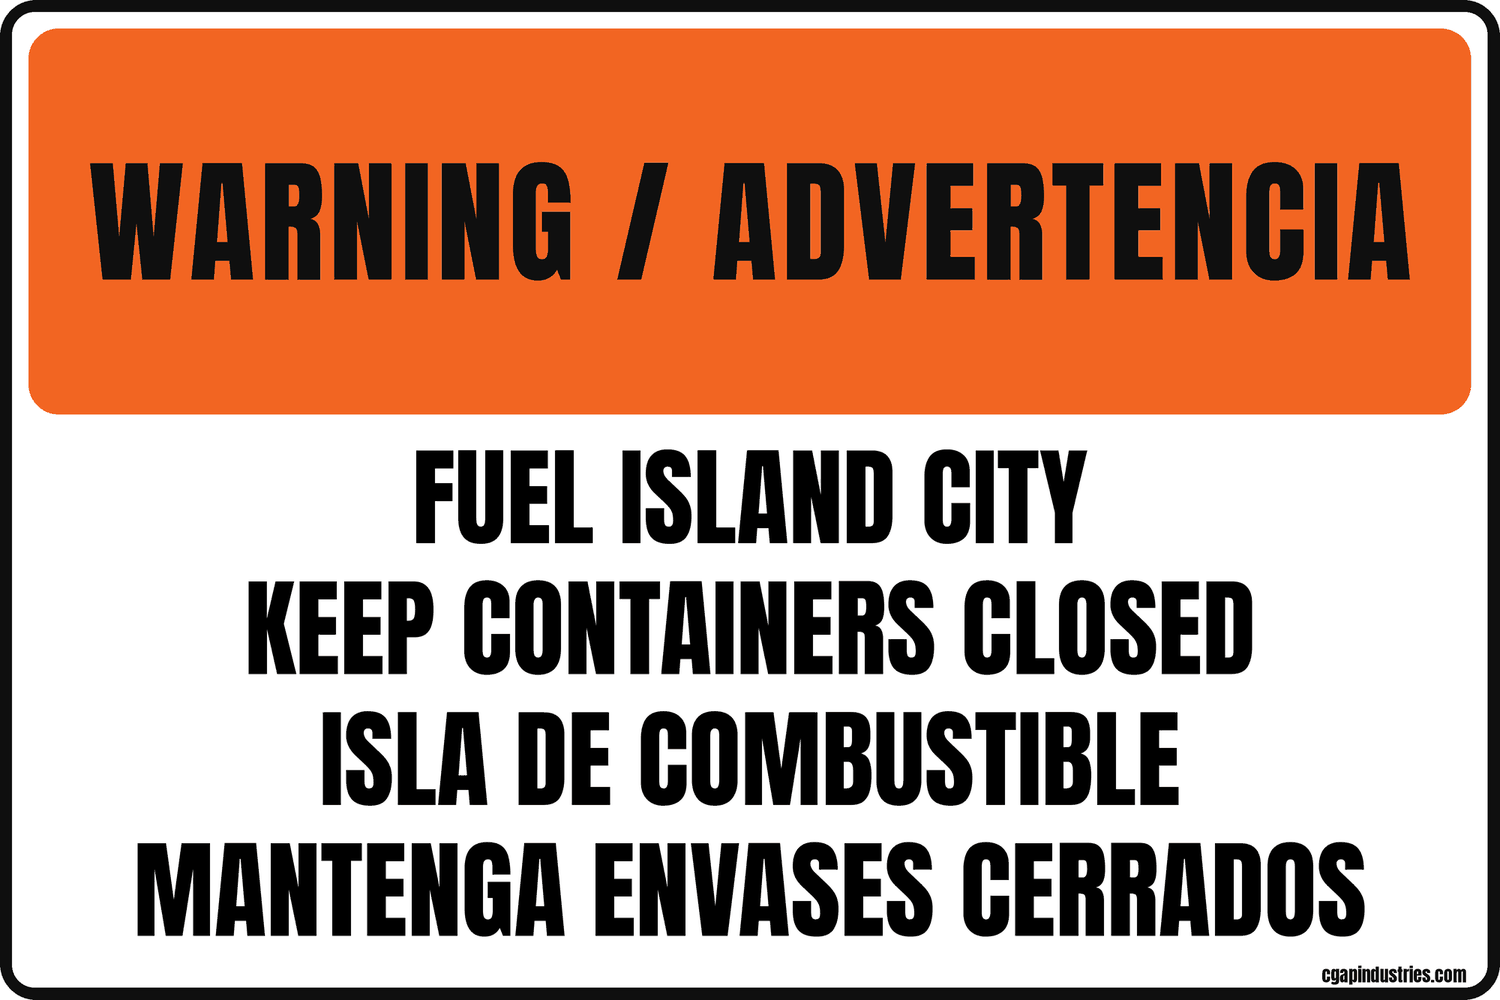 WARNING / ADVERTENCIA
FUEL ISLAND CITY
KEEP CONTAINERS CLOSED
ISLA DE COMBUSTIBLE
MANTENGA ENVASES CERRADOS
cgapindustries.com